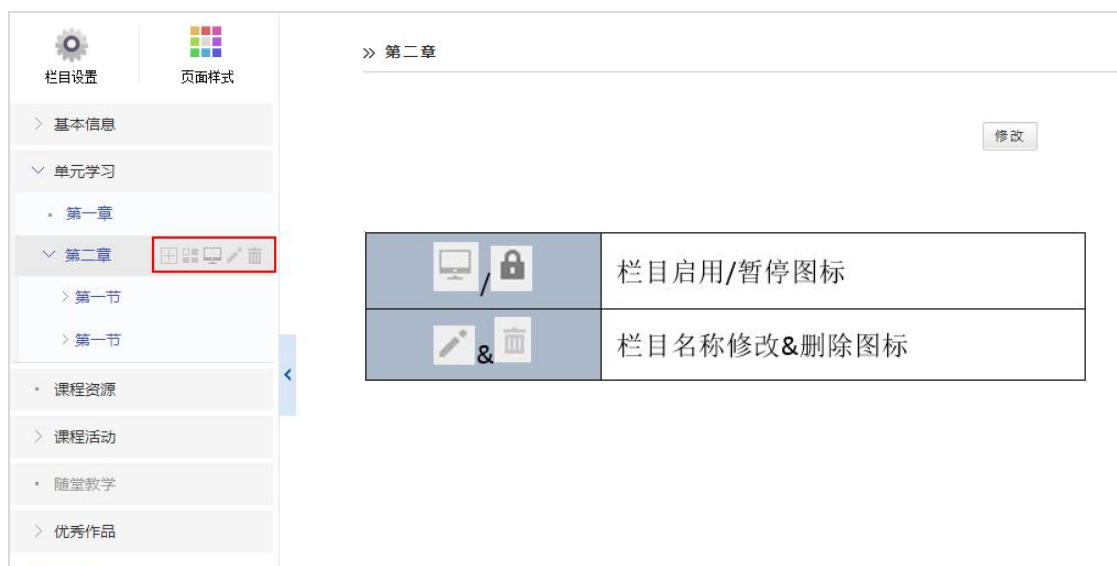 栏目设置 页面样式
>> 第二章
基本信息
修改
单元学习
第一章
第二章
第一节
第一节
课程资源
课程活动
随堂教学
优秀作品
/ 栏目启用/暂停图标
& 栏目名称修改&删除图标